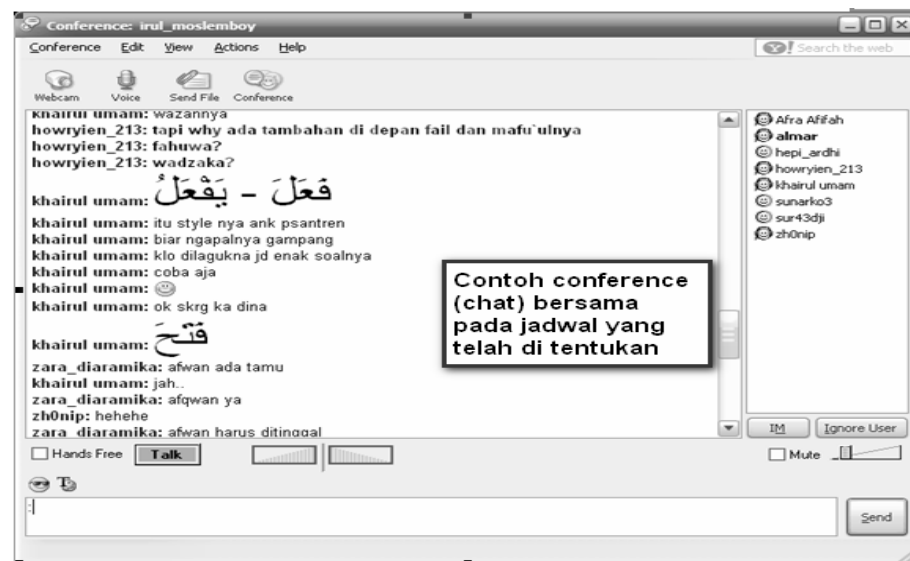 Conference: irul_moslemboy
Conference Edit View Actions Help
Search the web
Webcam Voice Send File Conference
khairul umam: wazannya
howryien_213: tapi why ada tambahan di depan fail dan mafu`ulnya
howryien_213: fahuwa?
howryien_213: wadzaka?
khairul umam: فَعَلَ - يَفْعَلُ
khairul umam: itu style nya ank psantren
khairul umam: biar ngapalnya gampang
khairul umam: klo dilagukna jd enak soalnya
khairul umam: coba aja
khairul umam:
khairul umam: ok skrg ka dina
khairul umam: فَتَحَ
zara_diaramika: afwan ada tamu
khairul umam: jah..
zara_diaramika: afqwan ya
zh0nip: hehehe
zara_diaramika: afwan harus ditinggal
Contoh conference
(chat) bersama
pada jadwal yang
telah di tentukan
Afra Afifah
almar
hepi_ardhi
howryien_213
khairul umam
sunarko3
sur43dji
zh0nip
IM Ignore User
Hands Free Talk Mute
:
Send